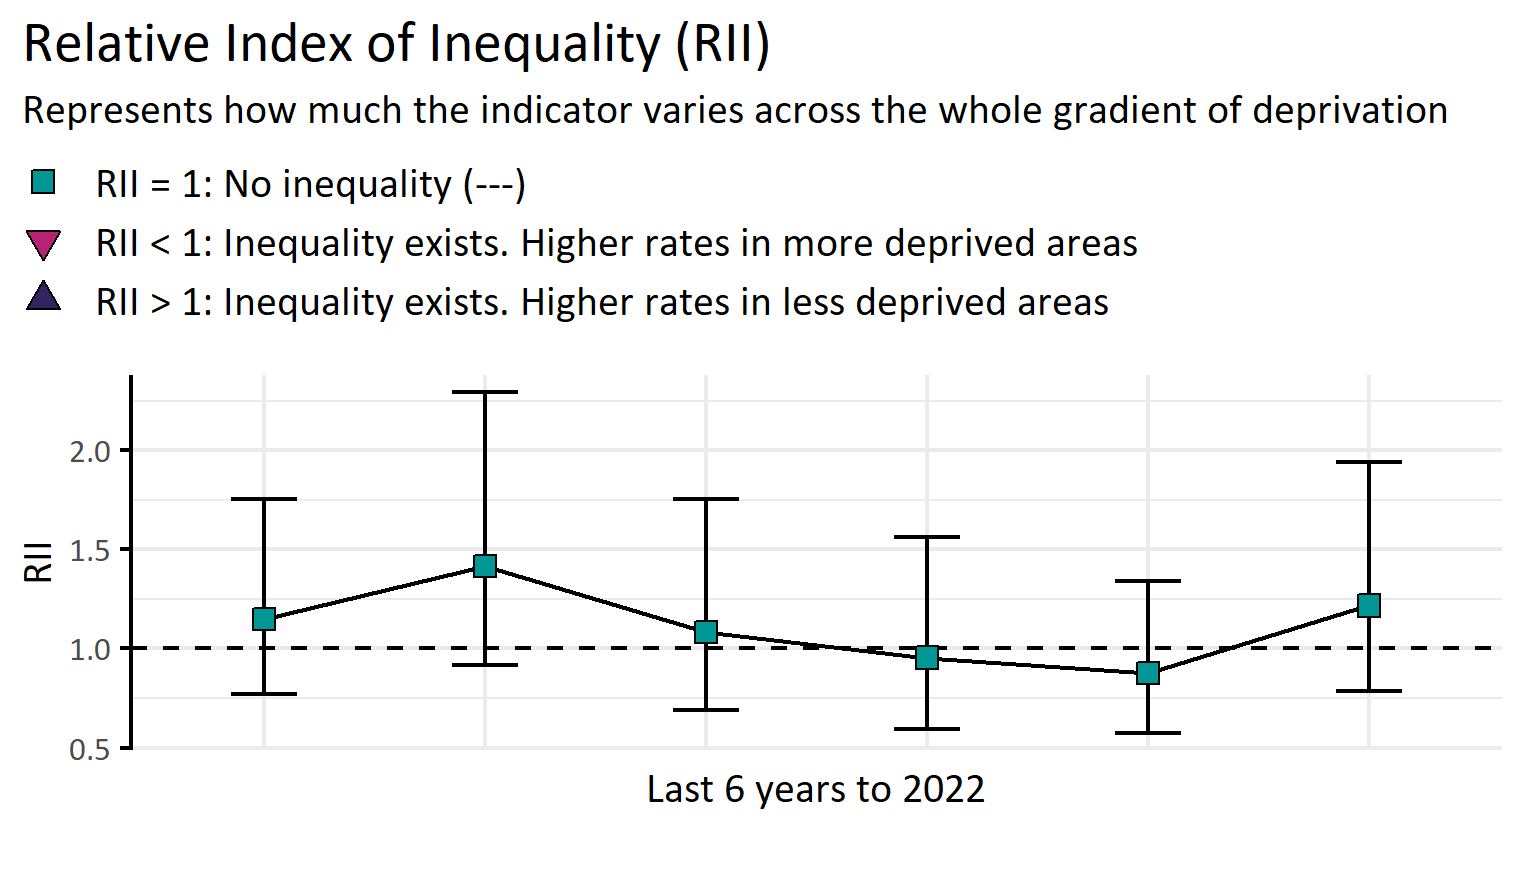 Relative Index of Inequality (RII)
Represents how much the indicator varies across the whole gradient of deprivation
RII = 1: No inequality (---)
RII < 1: Inequality exists. Higher rates in more deprived areas
RII > 1: Inequality exists. Higher rates in less deprived areas
RII
2.0
1.5
1.0
0.5
Last 6 years to 2022